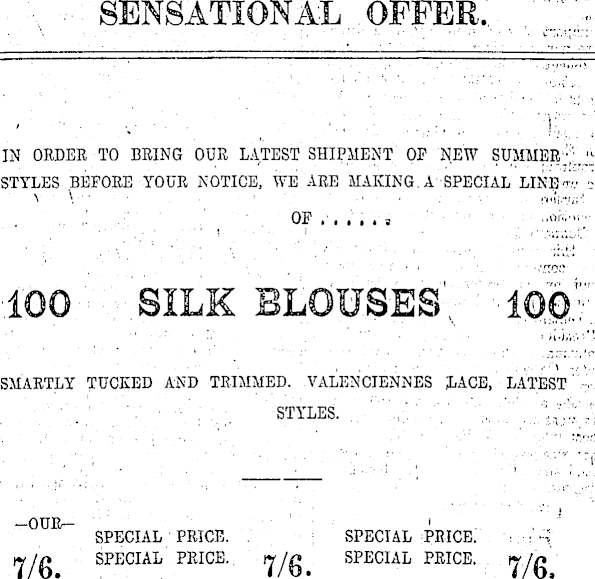 SENSATIONAL OFFER.
IN ORDER TO BRING OUR LATEST SHIPMENT OF NEW SUMMER
STYLES BEFORE YOUR NOTICE, WE ARE MAKING A SPECIAL LINE
OF ......
100 SILK BLOUSES 100
SMARTLY TUCKED AND TRIMMED. VALENCIENNES LACE, LATEST
STYLES.
—OUR—
SPECIAL PRICE. SPECIAL PRICE.
7/6. SPECIAL PRICE. 7/6. SPECIAL PRICE. 7/6.